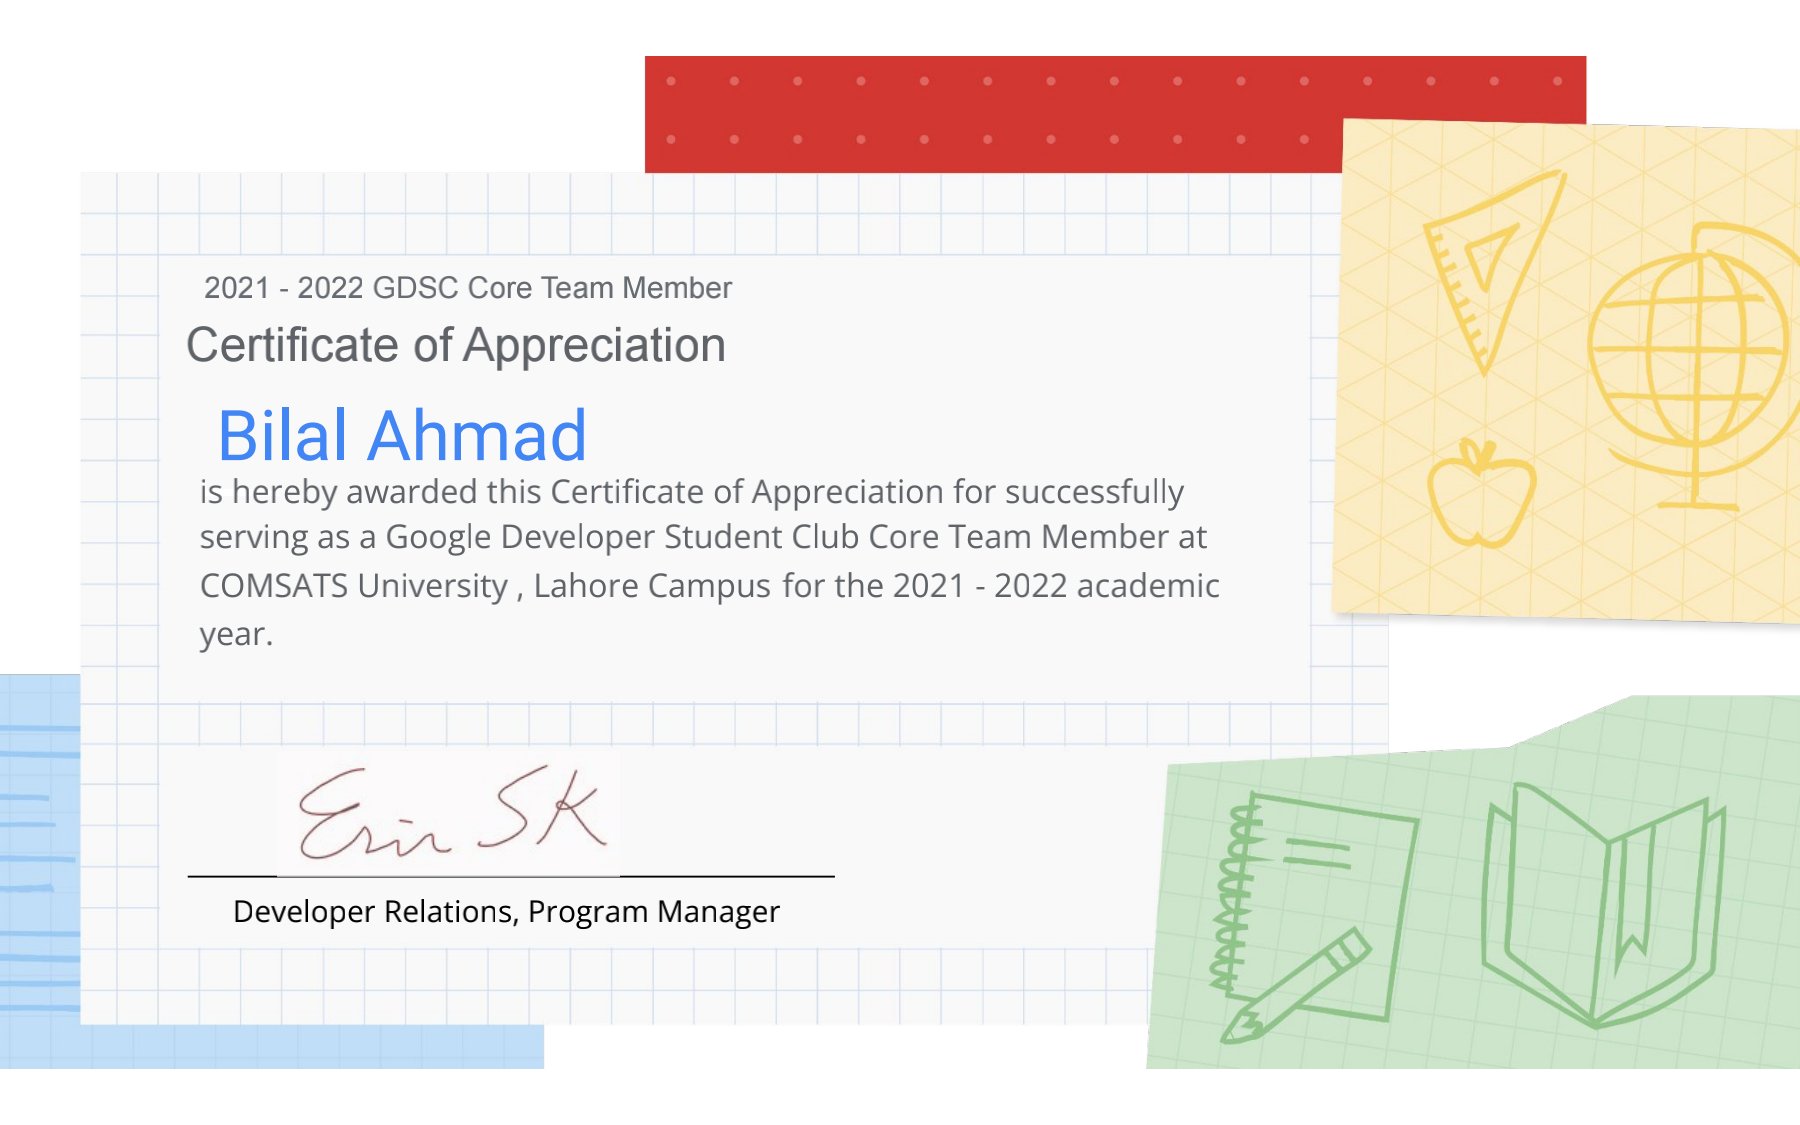 2021 - 2022 GDSC Core Team Member
Certificate of Appreciation
Bilal Ahmad
is hereby awarded this Certificate of Appreciation for successfully
serving as a Google Developer Student Club Core Team Member at
COMSATS University , Lahore Campus for the 2021 - 2022 academic
year.
Erin SK
Developer Relations, Program Manager